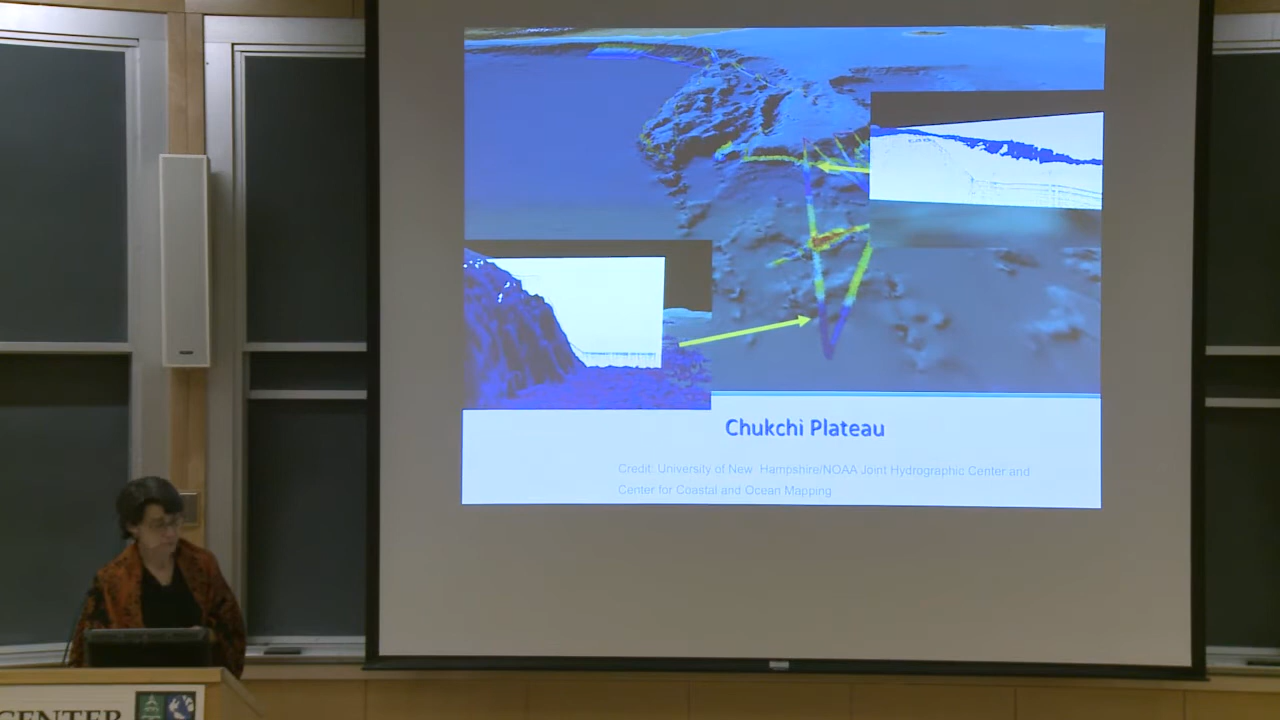 Chukchi Plateau
Credit: University of New Hampshire/NOAA Joint Hydrographic Center and
Center for Coastal and Ocean Mapping
CENTER